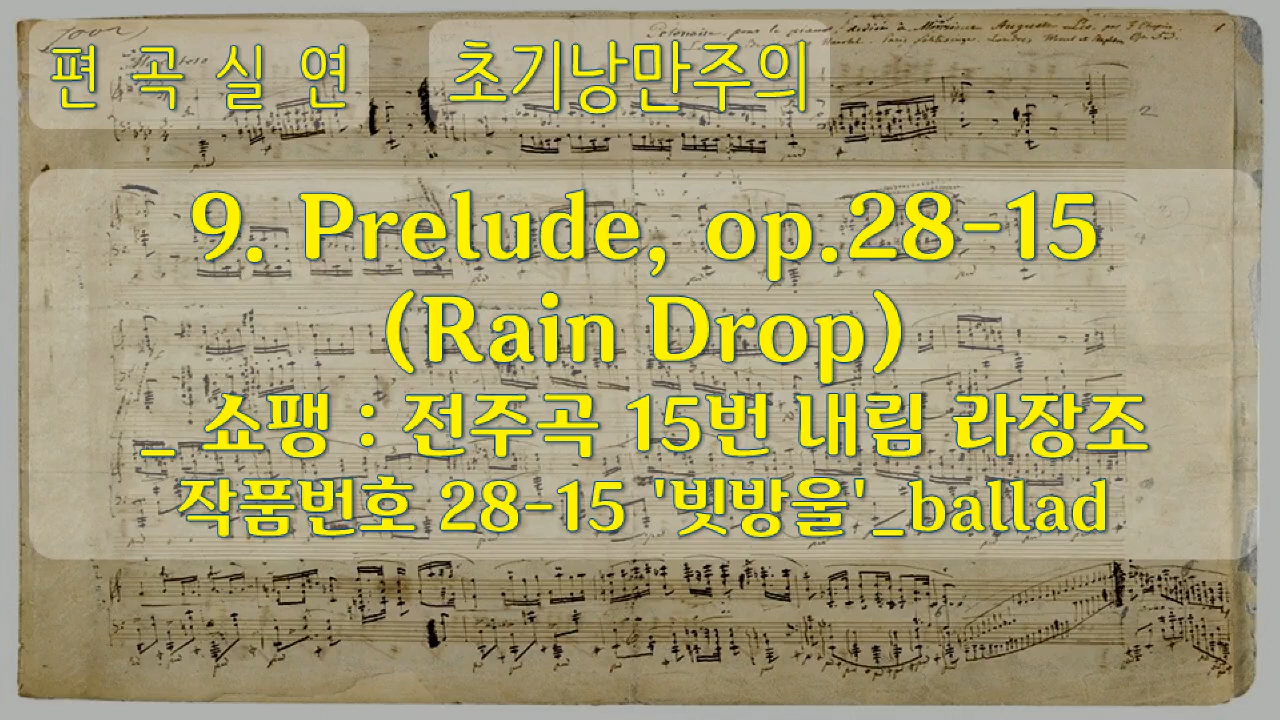 편 곡 실 연
초기낭만주의
9. Prelude, op.28-15
(Rain Drop)
_ 쇼팽 : 전주곡 15번 내림 라장조
작품번호 28-15 '빗방울' _ballad